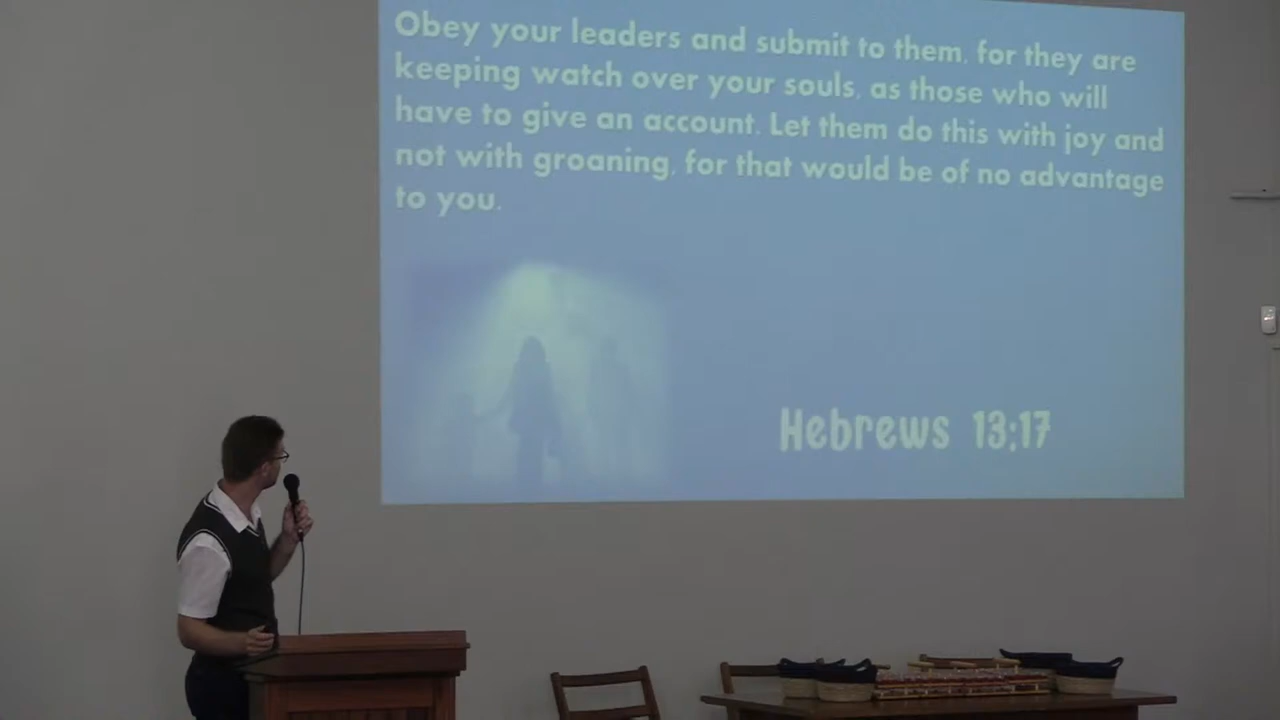 Obey your leaders and submit to them, for they are
keeping watch over your souls, as those who will
have to give an account. Let them do this with joy and
not with groaning, for that would be of no advantage
to you.
Hebrews 13:17